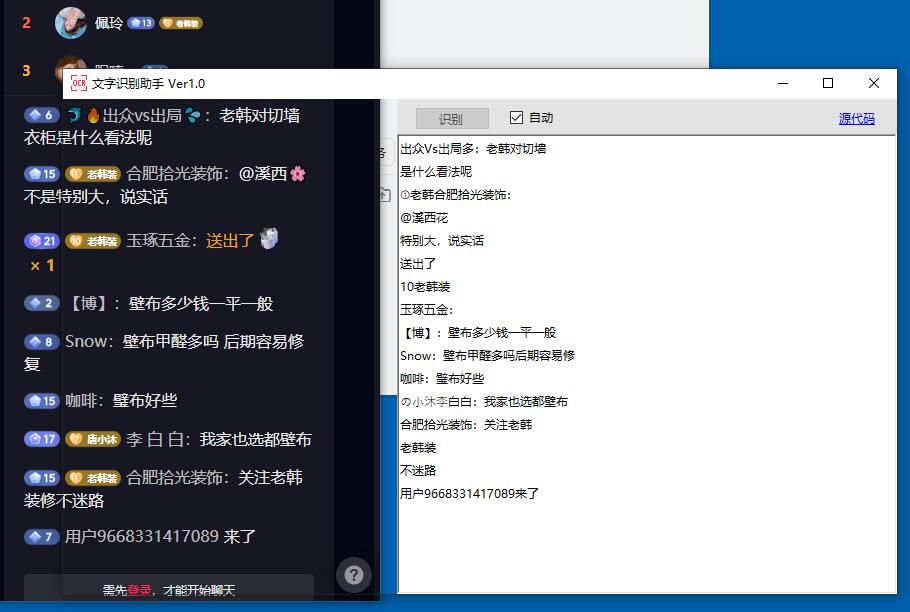 2 佩玲 13 老韩装
3
文字识别助手 Ver1.0
6 出众vs出局：老韩对切墙
衣柜是什么看法呢
15 老韩装 合肥拾光装饰：@溪西🌸
不是特别大，说实话
21 10 老韩装 玉琢五金：送出了
× 1
2 【博】：壁布多少钱一平一般
8 Snow：壁布甲醛多吗 后期容易修
复
15 咖啡：壁布好些
17 7 唐小沐 李 白 白：我家也选都壁布
15 老韩装 合肥拾光装饰：关注老韩
装修不迷路
7 用户9668331417089 来了
需先登录，才能开始聊天
?
识别 自动 源代码
出众Vs出局多：老韩对切墙
是什么看法呢
①老韩合肥拾光装饰：
@溪西花
特别大，说实话
送出了
10老韩装
玉琢五金：
【博】：壁布多少钱一平一般
Snow：壁布甲醛多吗后期容易修
咖啡：壁布好些
の小沐李白白：我家也选都壁布
合肥拾光装饰：关注老韩
老韩装
不迷路
用户9668331417089来了